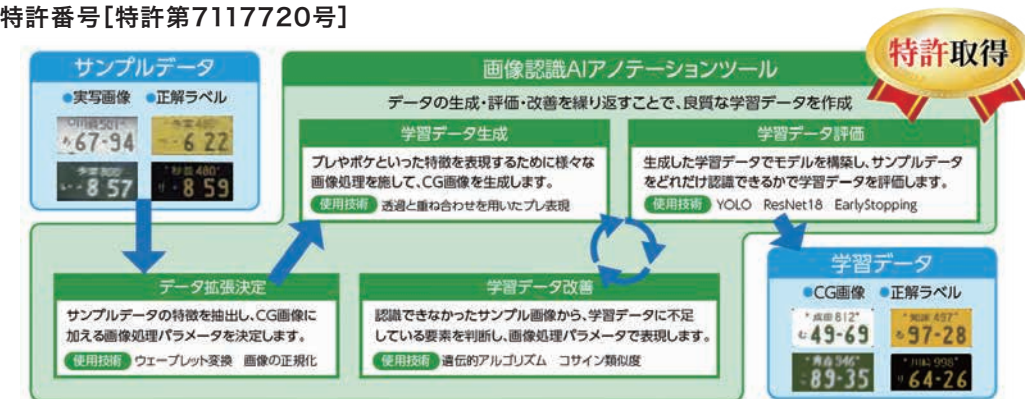 特許番号[特許第7117720号]
特許取得
サンプルデータ
●実写画像 ●正解ラベル
67-94
6 22
8 57
8 59
画像認識AIアノテーションツール
データの生成・評価・改善を繰り返すことで、良質な学習データを作成
学習データ生成
ブレやボケといった特徴を表現するために様々な
画像処理を施して、CG画像を生成します。
使用技術 透過と重ね合わせを用いたブレ表現
学習データ評価
生成した学習データでモデルを構築し、サンプルデータ
をどれだけ認識できるかで学習データを評価します。
使用技術 YOLO ResNet18 EarlyStopping
データ拡張決定
サンプルデータの特徴を抽出し、CG画像に
加える画像処理パラメータを決定します。
使用技術 ウェーブレット変換 画像の正規化
学習データ改善
認識できなかったサンプル画像から、学習データに不足
している要素を判断し、画像処理パラメータで表現します。
使用技術 遺伝的アルゴリズム コサイン類似度
学習データ
●CG画像 ●正解ラベル
成田 812
む 49-69
497
97-28
346
89-35
998
64-26